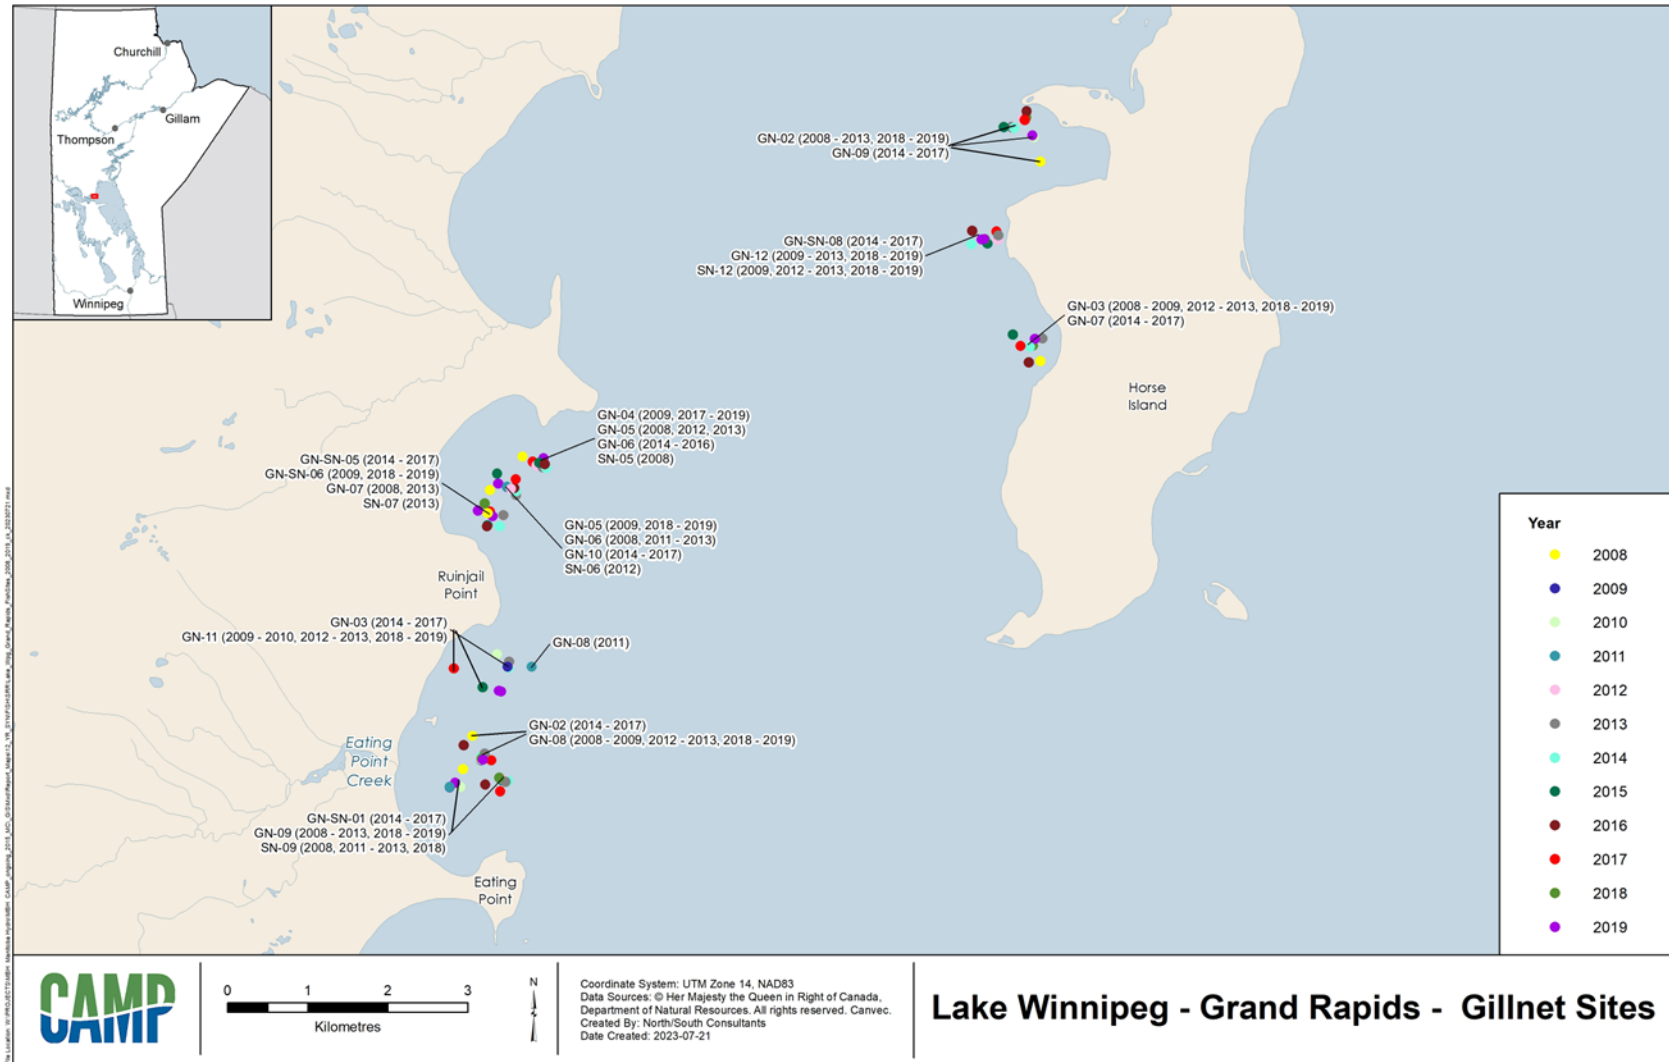 Churchill
Gillam
Thompson
Winnipeg
GN-02 (2008 - 2013, 2018 - 2019)
GN-09 (2014 - 2017)
GN-SN-08 (2014 - 2017)
GN-12 (2009 - 2013, 2018 - 2019)
SN-12 (2009, 2012 - 2013, 2018 - 2019)
GN-03 (2008 - 2009, 2012 - 2013, 2018 - 2019)
GN-07 (2014 - 2017)
Horse
Island
GN-04 (2009, 2017 - 2019)
GN-05 (2008, 2012, 2013)
GN-06 (2014 - 2016)
SN-05 (2008)
GN-SN-05 (2014 - 2017)
GN-SN-06 (2009, 2018 - 2019)
GN-07 (2008, 2013)
SN-07 (2013)
GN-05 (2009, 2018 - 2019)
GN-06 (2008, 2011 - 2013)
GN-10 (2014 - 2017)
SN-06 (2012)
Ruinjail
Point
GN-03 (2014 - 2017)
GN-11 (2009 - 2010, 2012 - 2013, 2018 - 2019)
GN-08 (2011)
GN-02 (2014 - 2017)
GN-08 (2008 - 2009, 2012 - 2013, 2018 - 2019)
Eating
Point
Creek
GN-SN-01 (2014 - 2017)
GN-09 (2008 - 2013, 2018 - 2019)
SN-09 (2008, 2011 - 2013, 2018)
Eating
Point
Year
2008
2009
2010
2011
2012
2013
2014
2015
2016
2017
2018
2019
CAMP
0 1 2 3
Kilometres
N
Coordinate System: UTM Zone 14, NAD83
Data Sources: © Her Majesty the Queen in Right of Canada,
Department of Natural Resources. All rights reserved. Canvec.
Created By: North/South Consultants
Date Created: 2023-07-21
Lake Winnipeg - Grand Rapids - Gillnet Sites